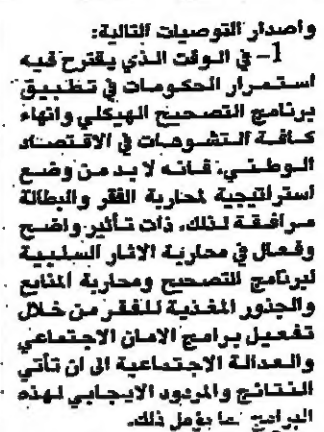 واصدار التوصيات التالية:
1- في الوقت الذي يقترح فيه
استمرار الحكومات في تطبيق
برنامج التصحيح الهيكلي وانهاء
كافة التشوهات في الاقتصاد
الوطني، فانه لا بد من وضع
استراتيجية لمحاربة الفقر والبطالة
مرافقة لذلك، ذات تأثير واضح
وفعال في محاربة الاثار السلبية
لبرنامج التصحيح ومحاربة المنابع
والجذور المغذية للفقر من خلال
تفعيل برامج الامان الاجتماعي
والعدالة الاجتماعية الى ان تأتي
النتائج والمردود الايجابي لهذه
البرامج بما يؤمل ذلك.